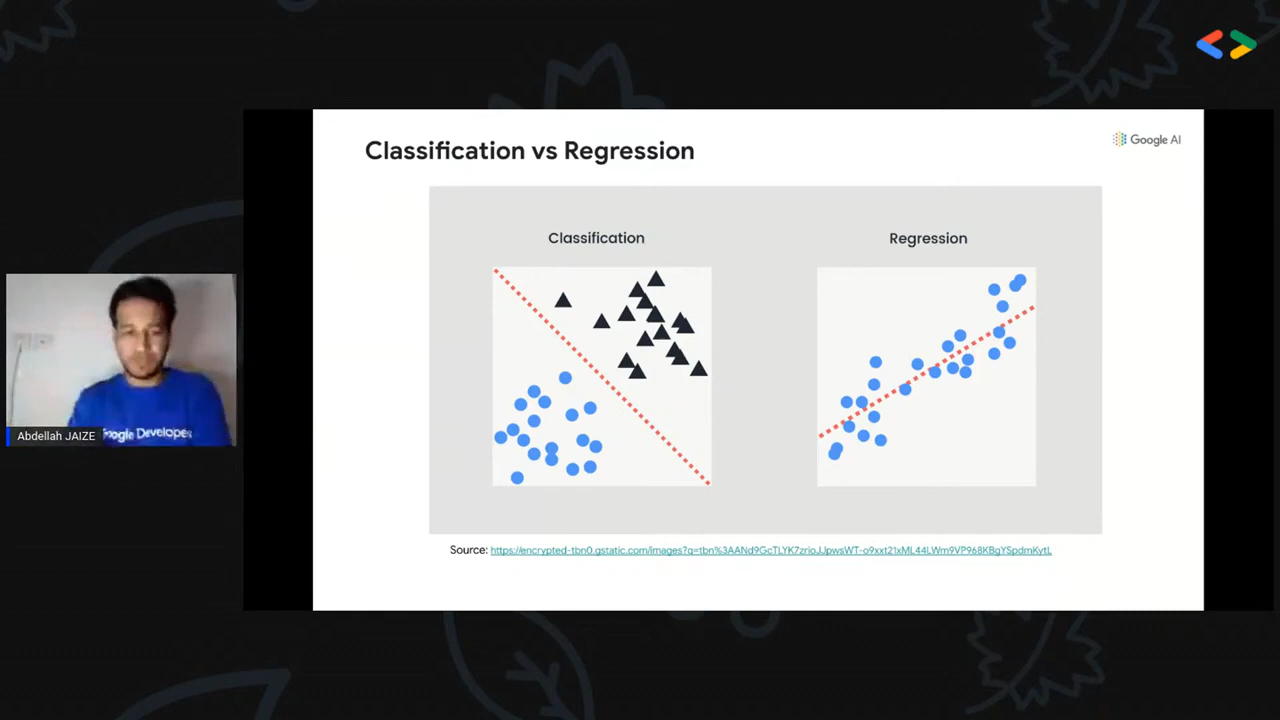 Classification vs Regression
Google AI
Classification
Regression
Abdellah JAIZE
Google Developer
Source: https://encrypted-tbn0.gstatic.com/images?q=tbn%3AANd9GcTLYK7zrioJJpwsWT-o9xxt21xML44LWm9VP968KBgYSpdmKytL